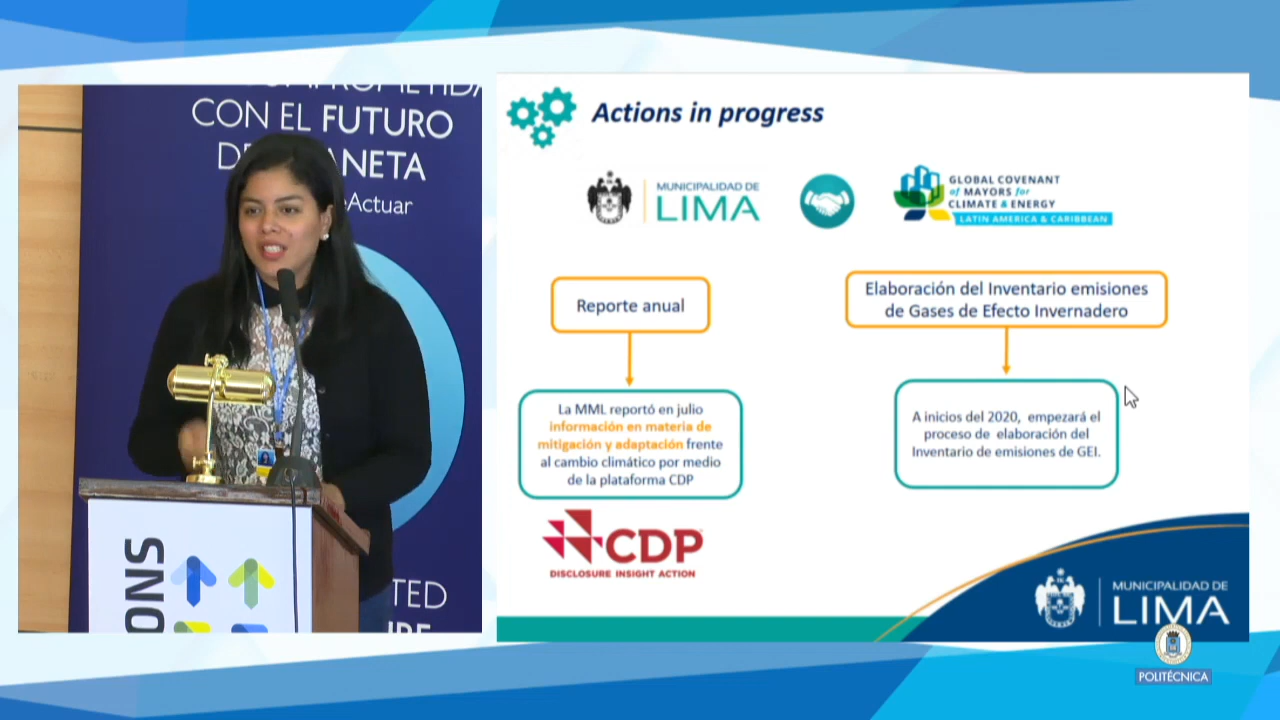 CON EL FUTURO
ANETA
eActuar
ONS
TED
Actions in progress
MUNICIPALIDAD DE
LIMA
GLOBAL COVENANT
of MAYORS for
CLIMATE & ENERGY
LATIN AMERICA & CARIBBEAN
Reporte anual
Elaboración del Inventario emisiones
de Gases de Efecto Invernadero
La MML reportó en julio
información en materia de
mitigación y adaptación frente
al cambio climático por medio
de la plataforma CDP
A inicios del 2020, empezará el
proceso de elaboración del
Inventario de emisiones de GEI.
CDP
DISCLOSURE INSIGHT ACTION
MUNICIPALIDAD DE
LIMA
POLITÉCNICA